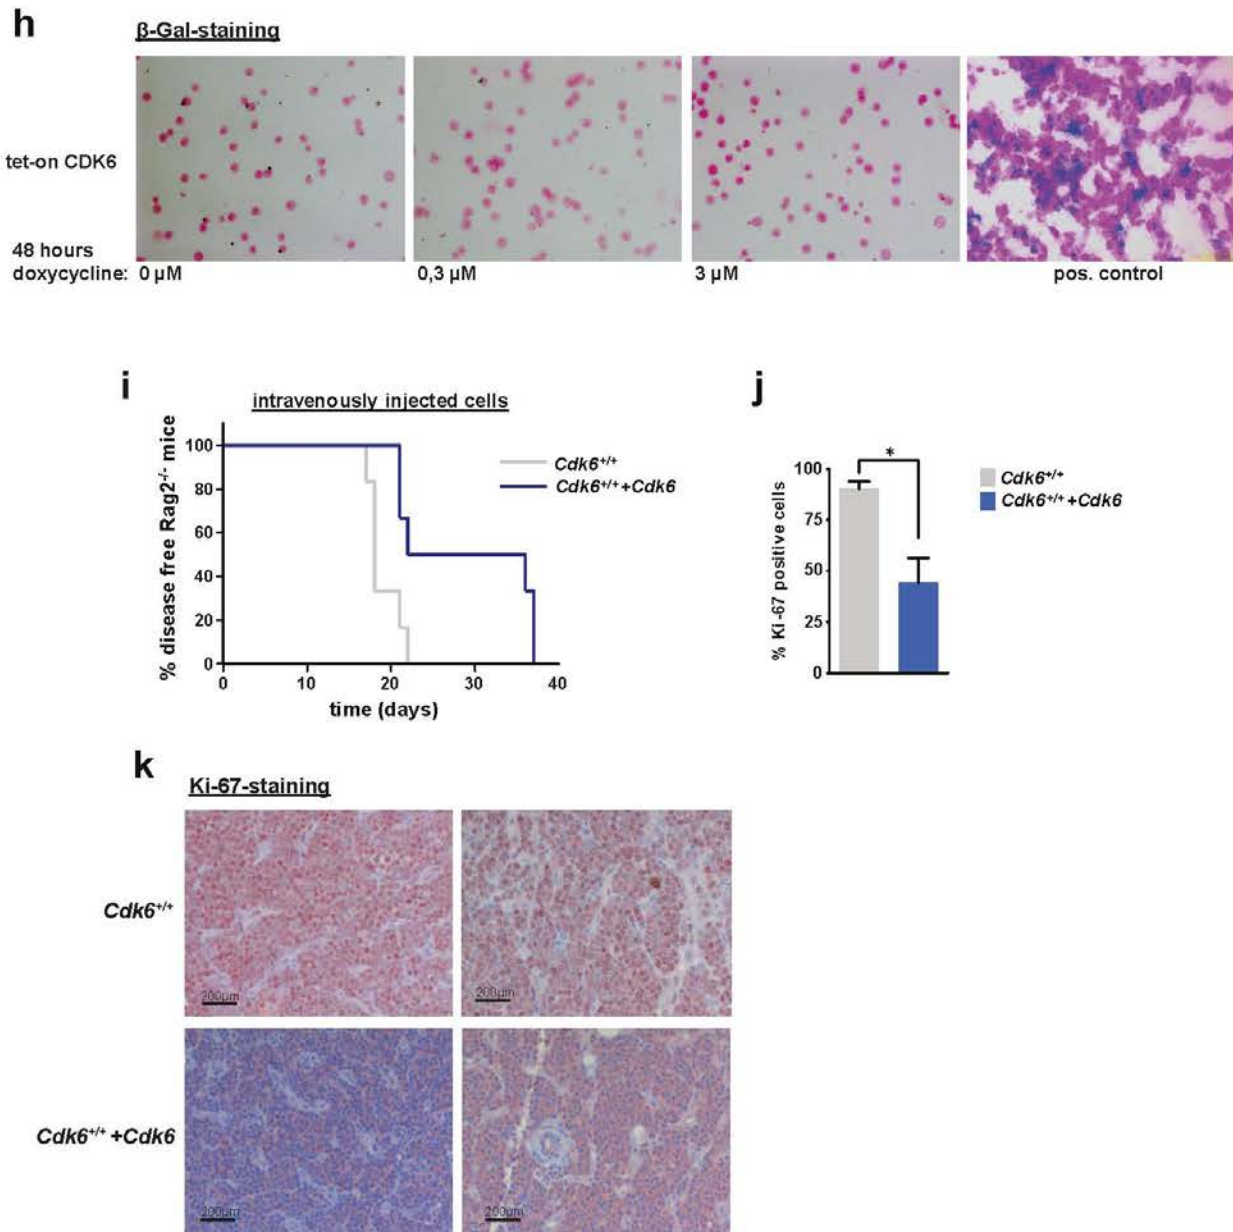 h
β-Gal-staining
tet-on CDK6
48 hours
doxycycline: 0 µM 0,3 µM 3 µM pos. control
i
intravenously injected cells
% disease free Rag2-/- mice
100
80
60
40
20
0
0 10 20 30 40
time (days)
Cdk6+/+
Cdk6+/+ +Cdk6
j
% Ki-67 positive cells
100
75
50
25
0
*
Cdk6+/+
Cdk6+/+ +Cdk6
k
Ki-67-staining
Cdk6+/+
200µm 200µm
Cdk6+/+ +Cdk6
200µm 200µm